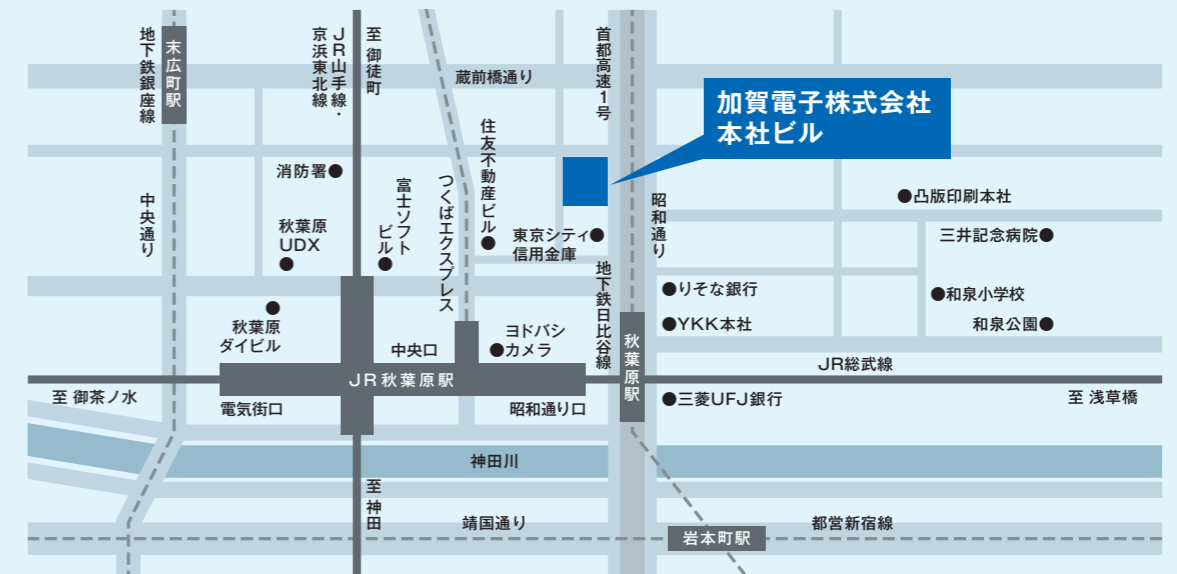 地下鉄銀座線
末広町駅
JR山手線・
京浜東北線
至 御徒町
蔵前橋通り
首都高速1号
加賀電子株式会社
本社ビル
消防署
住友不動産ビル
中央通り
秋葉原
UDX
富士ソフト
ビル
つくばエクスプレス
東京シティ
信用金庫
昭和通り
凸版印刷本社
三井記念病院
地下鉄日比谷線
りそな銀行
和泉小学校
秋葉原
ダイビル
YKK本社
和泉公園
中央口
ヨドバシ
カメラ
秋葉原駅
JR総武線
JR秋葉原駅
至 御茶ノ水
電気街口
昭和通り口
三菱UFJ銀行
至 浅草橋
神田川
至 神田
靖国通り
都営新宿線
岩本町駅